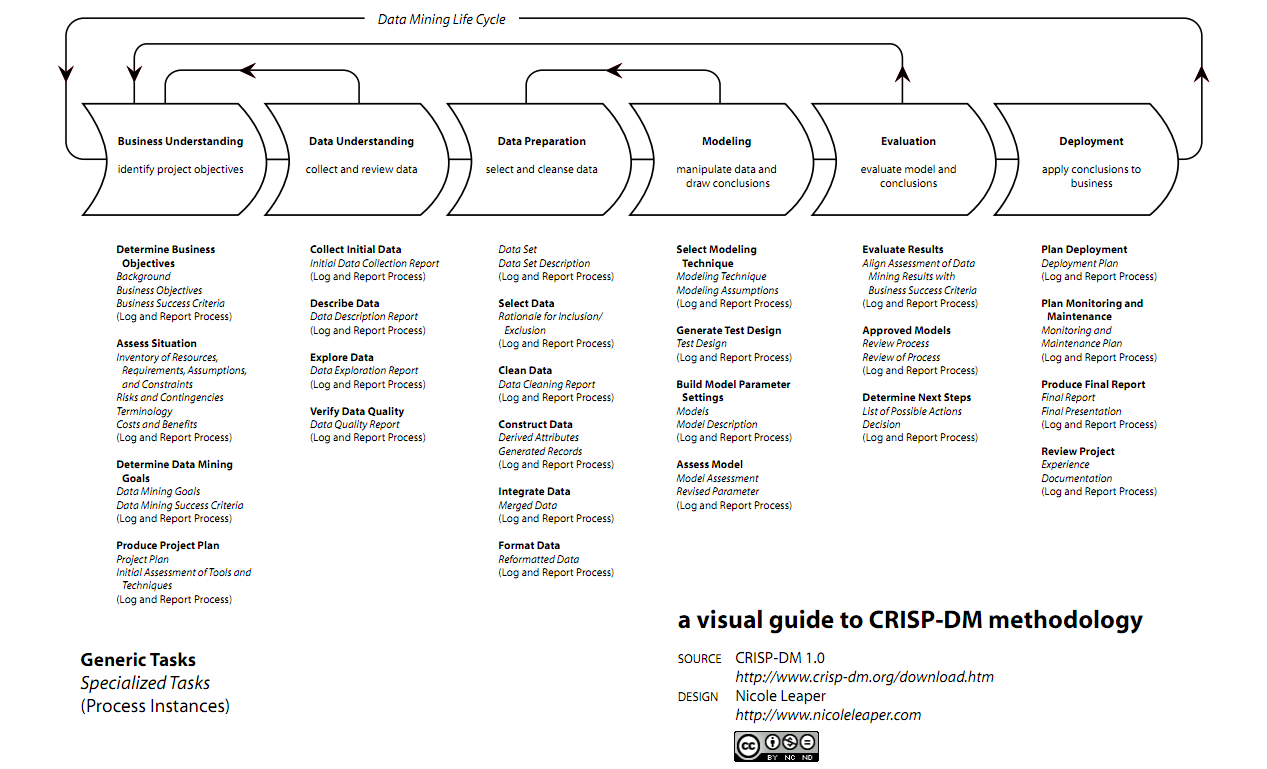 Data Mining Life Cycle
Business Understanding
identify project objectives
Data Understanding
collect and review data
Data Preparation
select and cleanse data
Modeling
manipulate data and
draw conclusions
Evaluation
evaluate model and
conclusions
Deployment
apply conclusions to
business
Determine Business
Objectives
Background
Business Objectives
Business Success Criteria
(Log and Report Process)
Assess Situation
Inventory of Resources,
Requirements, Assumptions,
and Constraints
Risks and Contingencies
Terminology
Costs and Benefits
(Log and Report Process)
Determine Data Mining
Goals
Data Mining Goals
Data Mining Success Criteria
(Log and Report Process)
Produce Project Plan
Project Plan
Initial Assessment of Tools and
Techniques
(Log and Report Process)
Collect Initial Data
Initial Data Collection Report
(Log and Report Process)
Describe Data
Data Description Report
(Log and Report Process)
Explore Data
Data Exploration Report
(Log and Report Process)
Verify Data Quality
Data Quality Report
(Log and Report Process)
Data Set
Data Set Description
(Log and Report Process)
Select Data
Rationale for Inclusion/
Exclusion
(Log and Report Process)
Clean Data
Data Cleaning Report
(Log and Report Process)
Construct Data
Derived Attributes
Generated Records
(Log and Report Process)
Integrate Data
Merged Data
(Log and Report Process)
Format Data
Reformatted Data
(Log and Report Process)
Select Modeling
Technique
Modeling Technique
Modeling Assumptions
(Log and Report Process)
Generate Test Design
Test Design
(Log and Report Process)
Build Model Parameter
Settings
Models
Model Description
(Log and Report Process)
Assess Model
Model Assessment
Revised Parameter
(Log and Report Process)
Evaluate Results
Align Assessment of Data
Mining Results with
Business Success Criteria
(Log and Report Process)
Approved Models
Review Process
Review of Process
(Log and Report Process)
Determine Next Steps
List of Possible Actions
Decision
(Log and Report Process)
Plan Deployment
Deployment Plan
(Log and Report Process)
Plan Monitoring and
Maintenance
Monitoring and
Maintenance Plan
(Log and Report Process)
Produce Final Report
Final Report
Final Presentation
(Log and Report Process)
Review Project
Experience
Documentation
(Log and Report Process)
Generic Tasks
Specialized Tasks
(Process Instances)
a visual guide to CRISP-DM methodology
SOURCE CRISP-DM 1.0
http://www.crisp-dm.org/download.htm
DESIGN Nicole Leaper
http://www.nicoleleaper.com
cc
BY NC ND